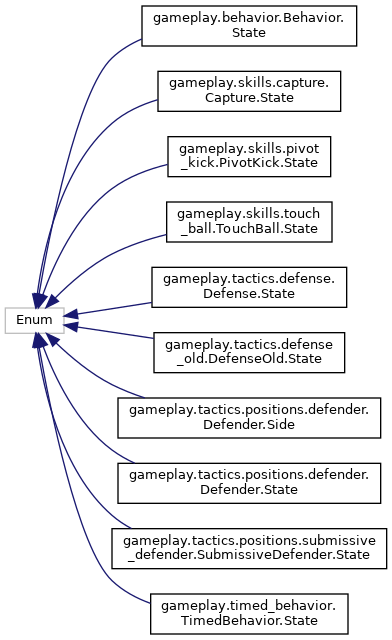 gameplay.behavior.Behavior.
State
gameplay.skills.capture.
Capture.State
gameplay.skills.pivot
_kick.PivotKick.State
gameplay.skills.touch
_ball.TouchBall.State
gameplay.tactics.defense.
Defense.State
Enum
gameplay.tactics.defense
_old.DefenseOld.State
gameplay.tactics.positions.defender.
Defender.Side
gameplay.tactics.positions.defender.
Defender.State
gameplay.tactics.positions.submissive
_defender.SubmissiveDefender.State
gameplay.timed_behavior.
TimedBehavior.State